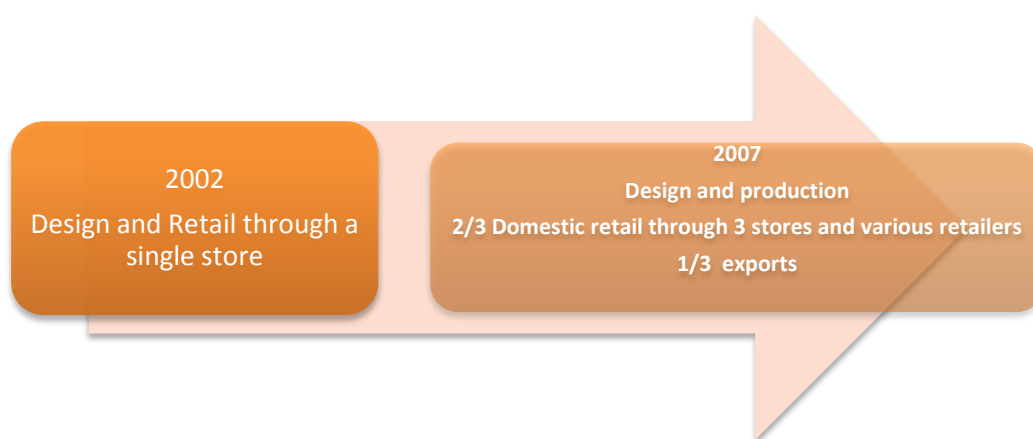 2002
Design and Retail through a
single store
2007
Design and production
2/3 Domestic retail through 3 stores and various retailers
1/3 exports